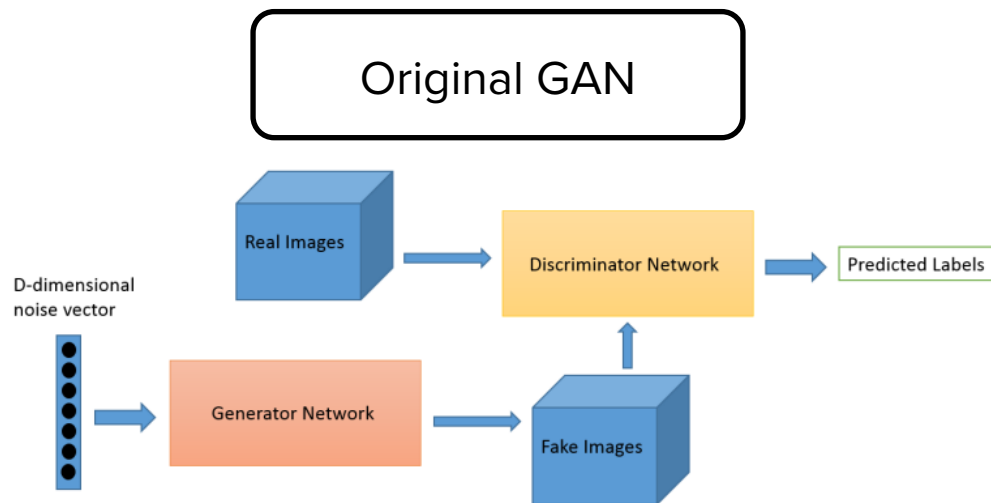 Original GAN
Real Images
Discriminator Network
Predicted Labels
D-dimensional
noise vector
Generator Network
Fake Images